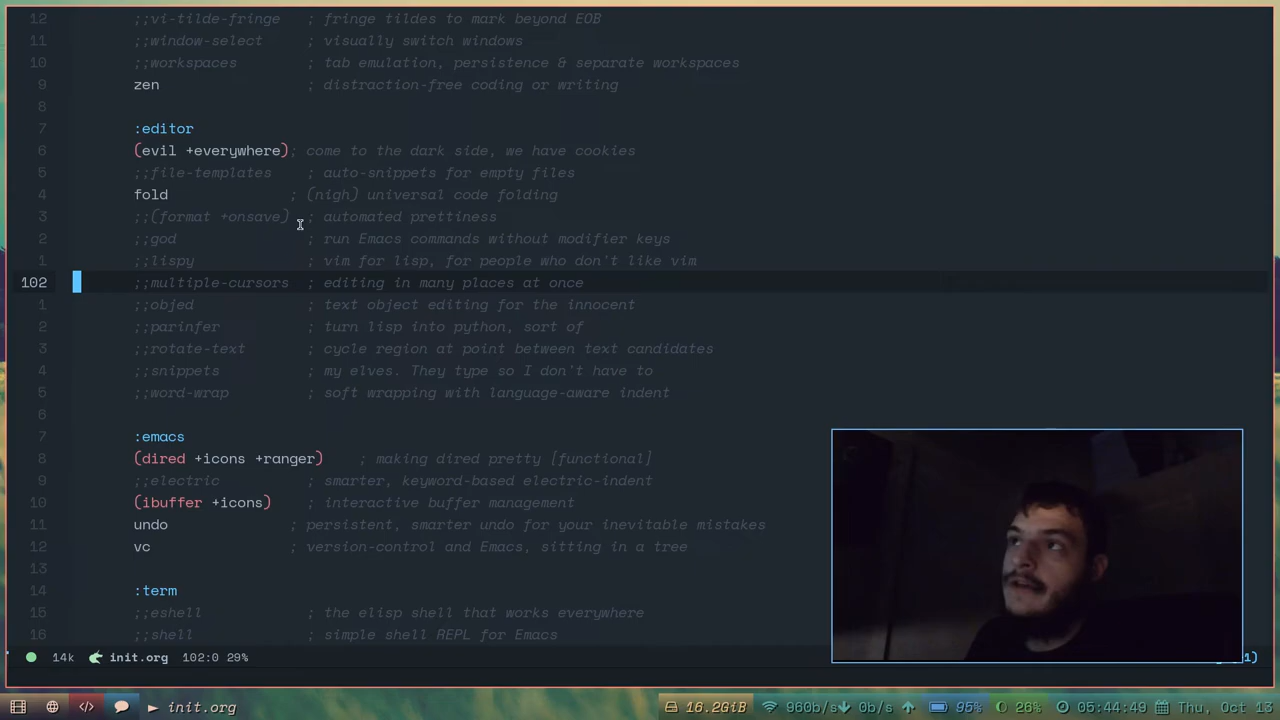 12 ;;vi-tilde-fringe ; fringe tildes to mark beyond EOB
11 ;;window-select ; visually switch windows
10 ;;workspaces ; tab emulation, persistence & separate workspaces
9 zen ; distraction-free coding or writing
8
7 :editor
6 (evil +everywhere); come to the dark side, we have cookies
5 ;;file-templates ; auto-snippets for empty files
4 fold ; (nigh) universal code folding
3 ;;(format +onsave) ; automated prettiness
2 ;;god ; run Emacs commands without modifier keys
1 ;;lispy ; vim for lisp, for people who don't like vim
102 ;;multiple-cursors ; editing in many places at once
1 ;;objed ; text object editing for the innocent
2 ;;parinfer ; turn lisp into python, sort of
3 ;;rotate-text ; cycle region at point between text candidates
4 ;;snippets ; my elves. They type so I don't have to
5 ;;word-wrap ; soft wrapping with language-aware indent
6
7 :emacs
8 (dired +icons +ranger) ; making dired pretty [functional]
9 ;;electric ; smarter, keyword-based electric-indent
10 (ibuffer +icons) ; interactive buffer management
11 undo ; persistent, smarter undo for your inevitable mistakes
12 vc ; version-control and Emacs, sitting in a tree
13
14 :term
15 ;;eshell ; the elisp shell that works everywhere
16 ;;shell ; simple shell REPL for Emacs
14k init.org 102:0 29%
► init.org 16.2GiB 960b/s 0b/s 95% 26% 05:44:49 Thu, Oct 13